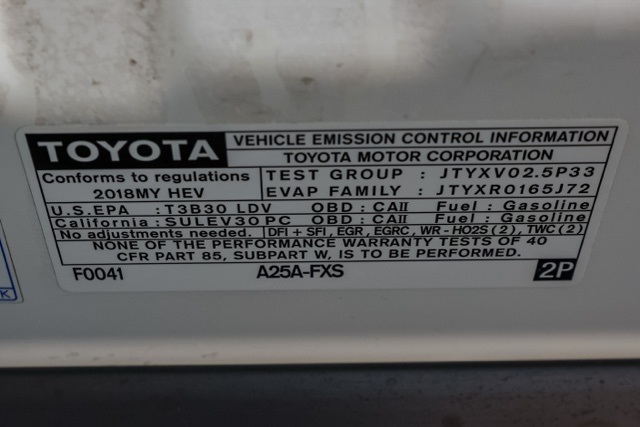 TOYOTA
VEHICLE EMISSION CONTROL INFORMATION
TOYOTA MOTOR CORPORATION
Conforms to regulations
2018MY HEV
TEST GROUP : JTYXV02.5P33
EVAP FAMILY : JTYXR0165J72
U.S.EPA : T3B30 LDV OBD : CAII Fuel : Gasoline
California : SULEV30 PC OBD : CAII Fuel : Gasoline
No adjustments needed. DFI + SFI, EGR, EGRC, WR-HO2S (2), TWC (2)
NONE OF THE PERFORMANCE WARRANTY TESTS OF 40
CFR PART 85, SUBPART W, IS TO BE PERFORMED.
F0041 A25A-FXS 2P
K